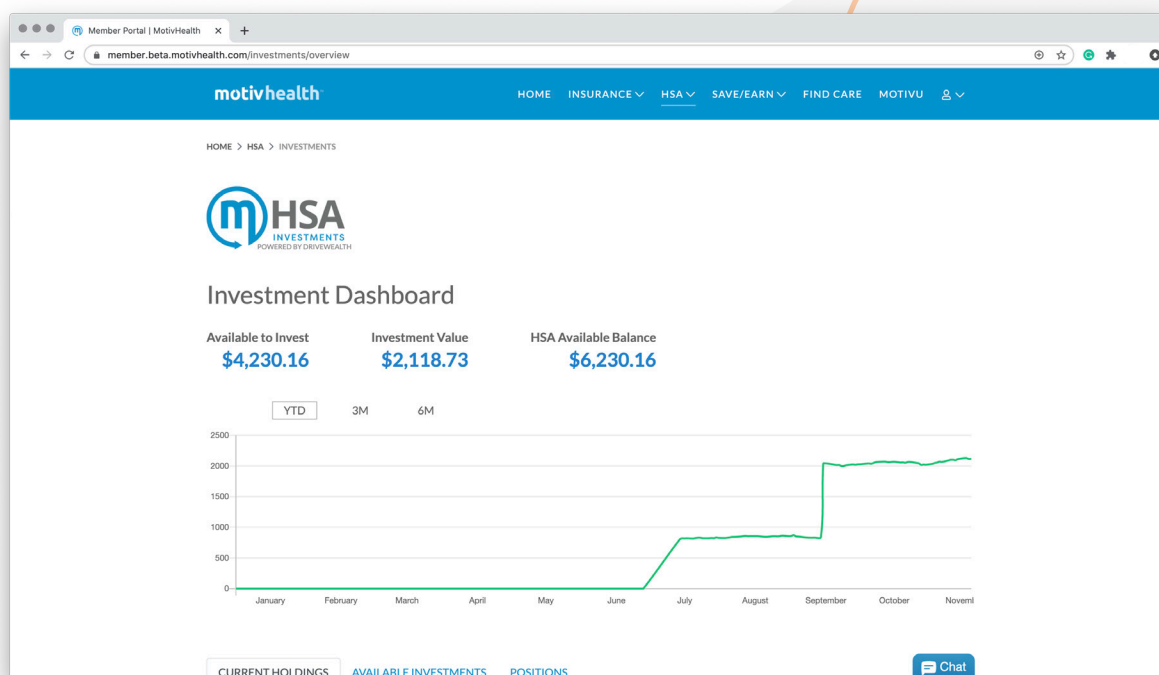 Member Portal | MotivHealth
member.beta.motivhealth.com/investments/overview
motivhealth
HOME INSURANCE HSA SAVE/EARN FIND CARE MOTIVU
HOME > HSA > INVESTMENTS
m HSA
INVESTMENTS
POWERED BY DRIVEWEALTH
Investment Dashboard
Available to Invest Investment Value HSA Available Balance
$4,230.16 $2,118.73 $6,230.16
YTD 3M 6M
2500
2000
1500
1000
500
0
January February March April May June July August September October Noveml
Chat
CURRENT HOLDINGS AVAILABLE INVESTMENTS POSITIONS